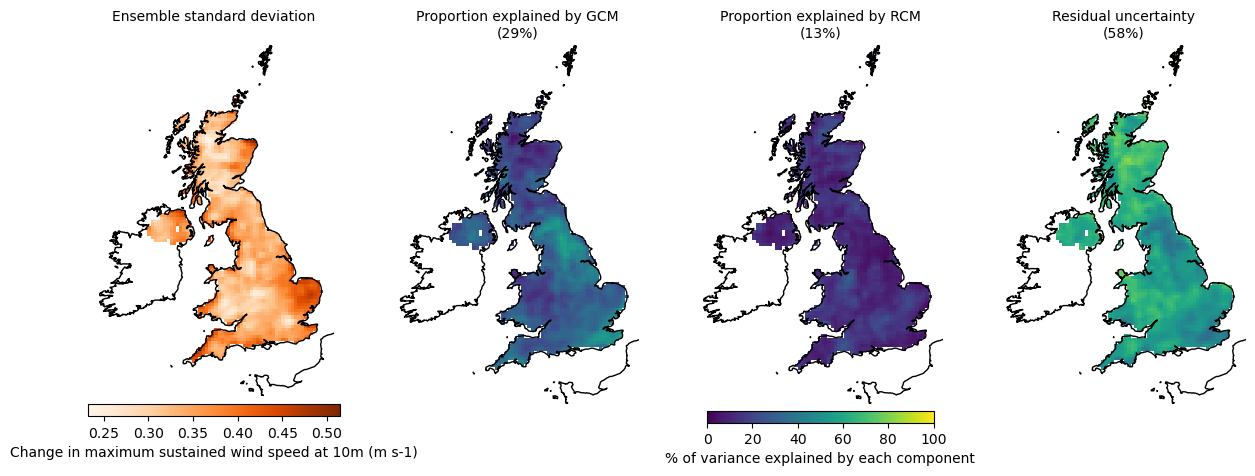 Ensemble standard deviation
Proportion explained by GCM
(29%)
Proportion explained by RCM
(13%)
Residual uncertainty
(58%)
0.25 0.30 0.35 0.40 0.45 0.50
Change in maximum sustained wind speed at 10m (m s-1)
0 20 40 60 80 100
% of variance explained by each component